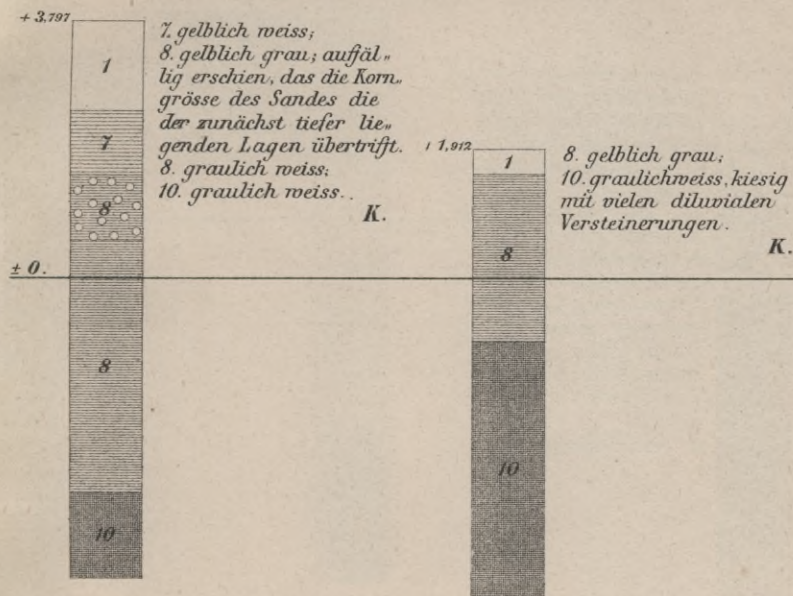 + 3,797
1
7
8
8
10
7. gelblich weiss;
8. gelblich grau; auffäl„
lig erschien, das die Korn„
grösse des Sandes die
der zunächst tiefer lie„
genden Lagen übertrifft.
8. graulich weiss;
10. graulich weiss..
K.
± 0.
+ 1,912
1
8
10
8. gelblich grau;
10. graulichweiss, kiesig
mit vielen diluvialen
Versteinerungen.
K.